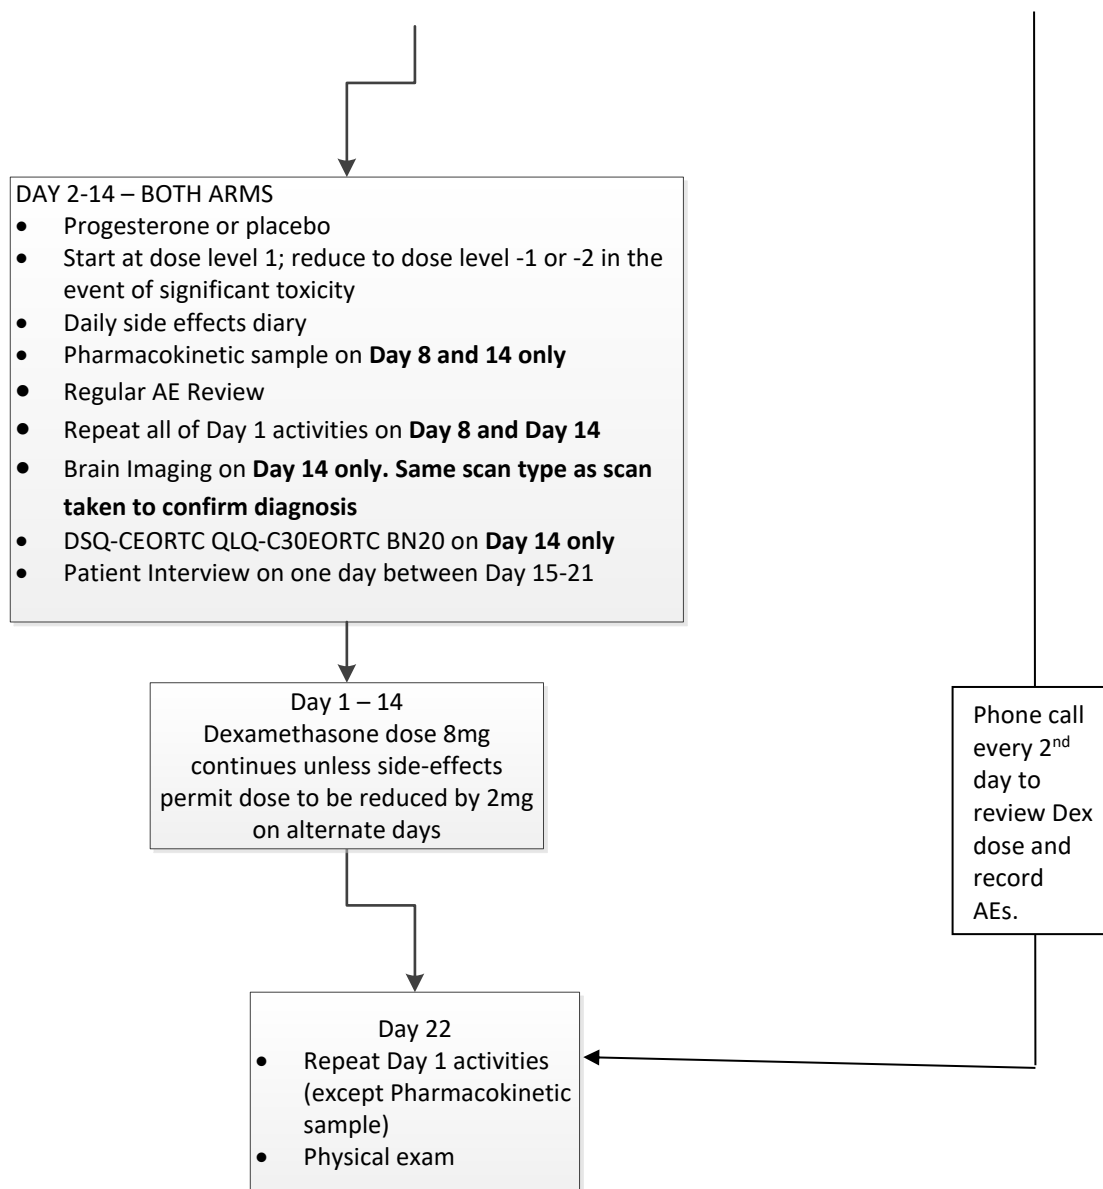 DAY 2-14 – BOTH ARMS
• Progesterone or placebo
• Start at dose level 1; reduce to dose level -1 or -2 in the
event of significant toxicity
• Daily side effects diary
• Pharmacokinetic sample on Day 8 and 14 only
• Regular AE Review
• Repeat all of Day 1 activities on Day 8 and Day 14
• Brain Imaging on Day 14 only. Same scan type as scan
taken to confirm diagnosis
• DSQ-CEORTC QLQ-C30EORTC BN20 on Day 14 only
• Patient Interview on one day between Day 15-21
Day 1 – 14
Dexamethasone dose 8mg
continues unless side-effects
permit dose to be reduced by 2mg
on alternate days
Phone call
every 2nd
day to
review Dex
dose and
record
AEs.
Day 22
• Repeat Day 1 activities
(except Pharmacokinetic
sample)
• Physical exam